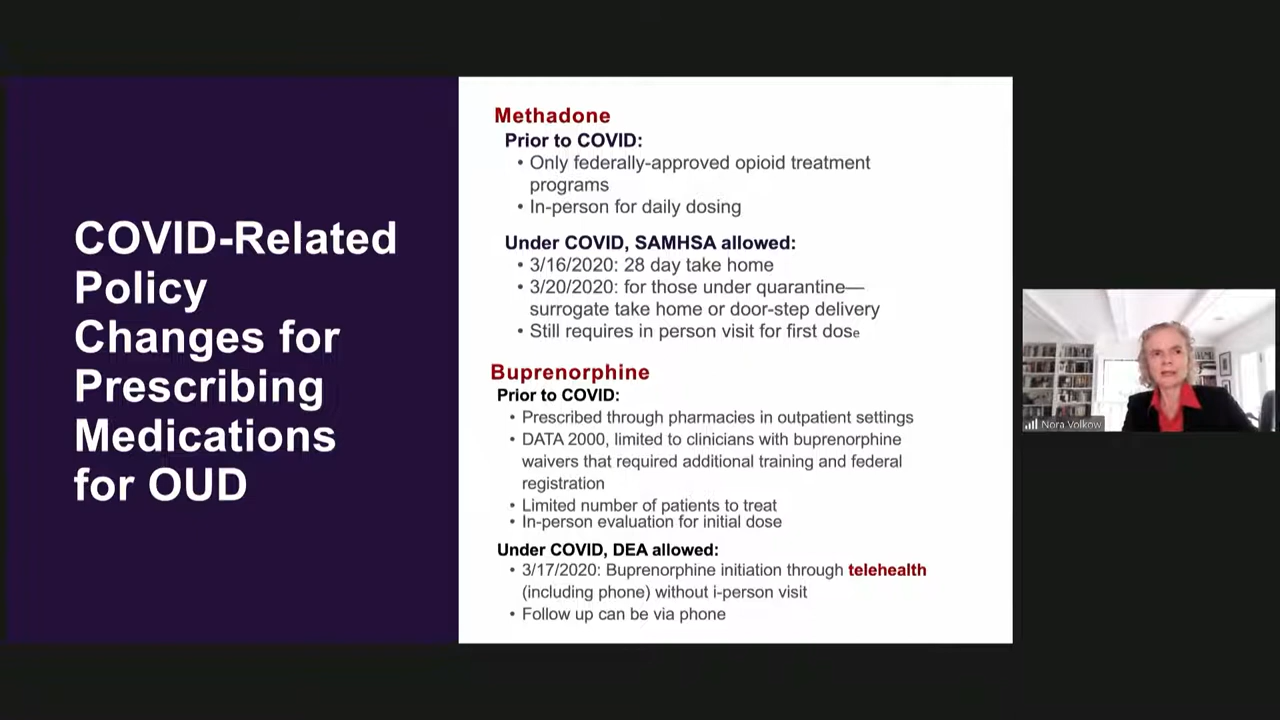 COVID-Related
Policy
Changes for
Prescribing
Medications
for OUD
Methadone
Prior to COVID:
• Only federally-approved opioid treatment
programs
• In-person for daily dosing
Under COVID, SAMHSA allowed:
• 3/16/2020: 28 day take home
• 3/20/2020: for those under quarantine—
surrogate take home or door-step delivery
• Still requires in person visit for first dose
Buprenorphine
Prior to COVID:
• Prescribed through pharmacies in outpatient settings
• DATA 2000, limited to clinicians with buprenorphine
waivers that required additional training and federal
registration
• Limited number of patients to treat
• In-person evaluation for initial dose
Under COVID, DEA allowed:
• 3/17/2020: Buprenorphine initiation through telehealth
(including phone) without i-person visit
• Follow up can be via phone
Nora Volkow